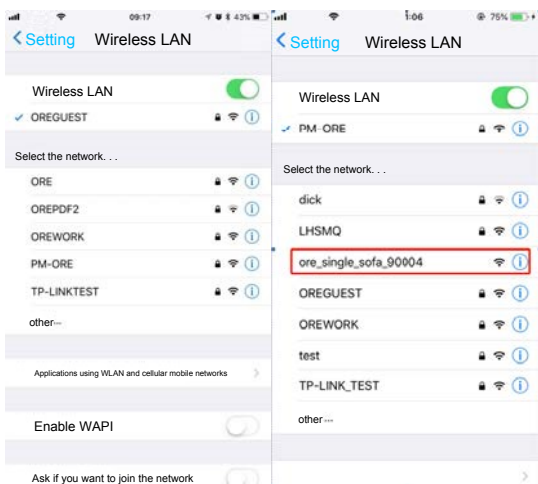 09:17
43%
Setting Wireless LAN
Wireless LAN
OREGUEST
Select the network. . .
ORE
OREPDF2
OREWORK
PM-ORE
TP-LINKTEST
other...
Applications using WLAN and cellular mobile networks
Enable WAPI
Ask if you want to join the network
1:06
75%
Setting Wireless LAN
Wireless LAN
PM-ORE
Select the network. . .
dick
LHSMQ
ore_single_sofa_90004
OREGUEST
OREWORK
test
TP-LINK_TEST
other...